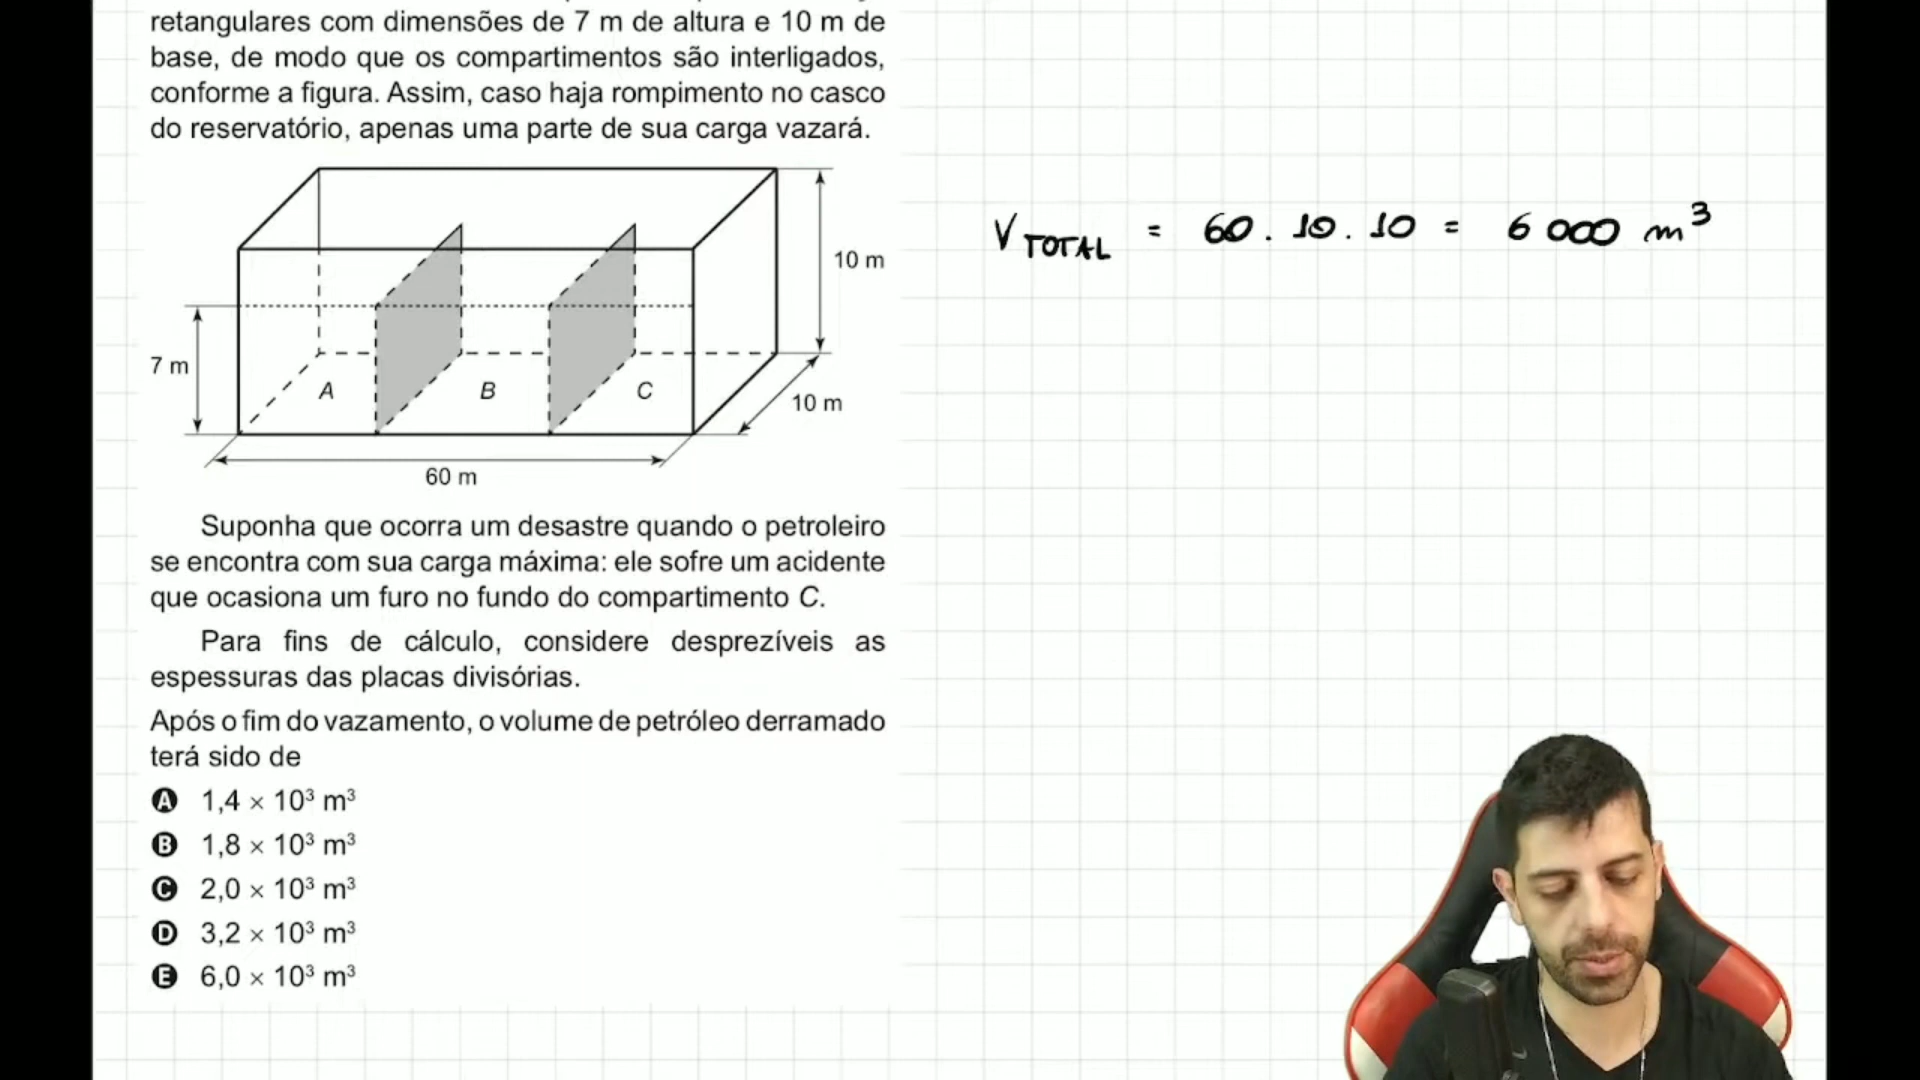 retangulares com dimensões de 7 m de altura e 10 m de
base, de modo que os compartimentos são interligados,
conforme a figura. Assim, caso haja rompimento no casco
do reservatório, apenas uma parte de sua carga vazará.
10 m
7 m
A
B
C
10 m
60 m
V TOTAL = 60 . 10 . 10 = 6 000 m³
Suponha que ocorra um desastre quando o petroleiro
se encontra com sua carga máxima: ele sofre um acidente
que ocasiona um furo no fundo do compartimento C.
Para fins de cálculo, considere desprezíveis as
espessuras das placas divisórias.
Após o fim do vazamento, o volume de petróleo derramado
terá sido de
A 1,4 × 10³ m³
B 1,8 × 10³ m³
C 2,0 × 10³ m³
D 3,2 × 10³ m³
E 6,0 × 10³ m³